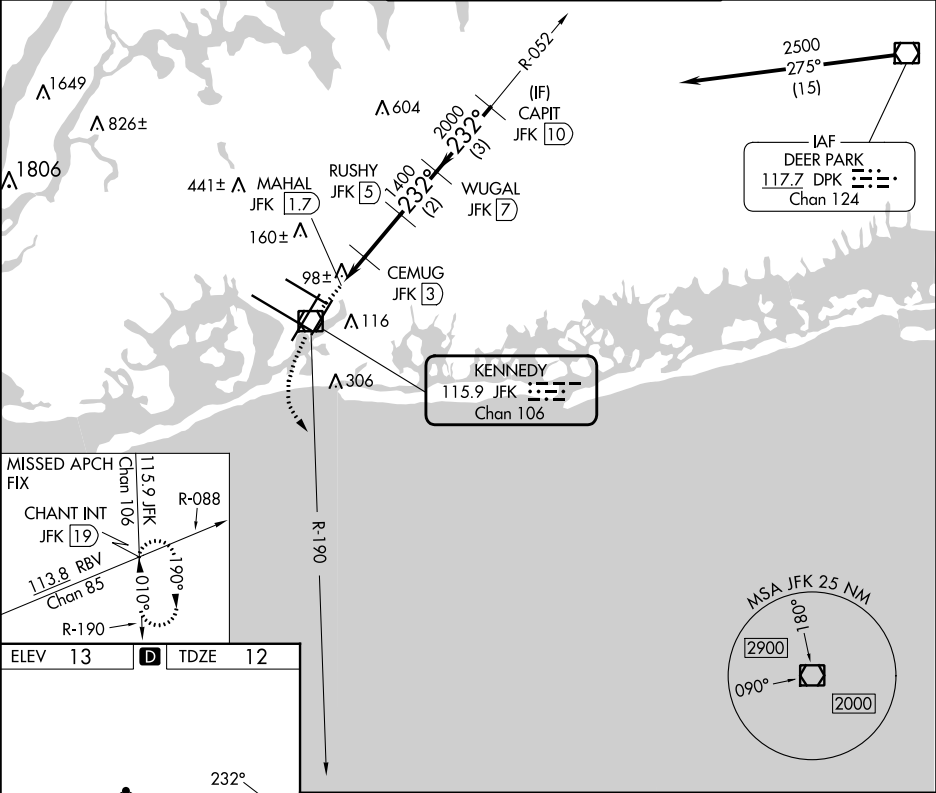 1649
826±
1806
604
441±
160±
98±
116
306
R-052
(IF)
CAPIT
JFK 10
2000
232°
(3)
WUGAL
JFK 7
RUSHY
JFK 5
1400
232°
(2)
MAHAL
JFK 1.7
CEMUG
JFK 3
2500
275°
(15)
IAF
DEER PARK
117.7 DPK
Chan 124
KENNEDY
115.9 JFK
Chan 106
R-190
MISSED APCH
FIX
Chan 106
115.9 JFK
R-088
CHANT INT
JFK 19
113.8 RBV
Chan 85
190°
010°
R-190
MSA JFK 25 NM
180°
2900
090°
2000
ELEV 13 D TDZE 12
232°